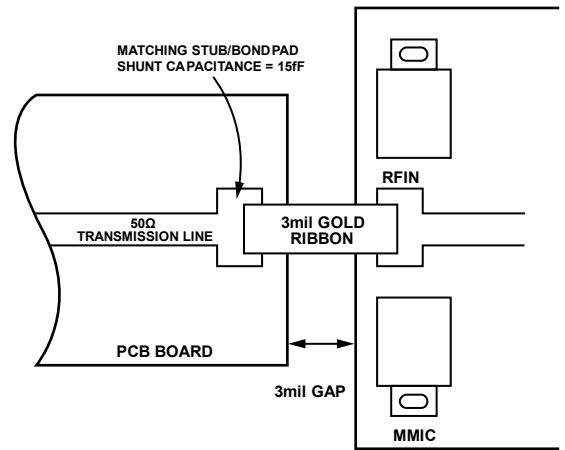 MATCHING STUB/BONDPAD
SHUNT CAPACITANCE = 15fF
RFIN
50Ω
TRANSMISSION LINE
3mil GOLD
RIBBON
PCB BOARD
3mil GAP
MMIC